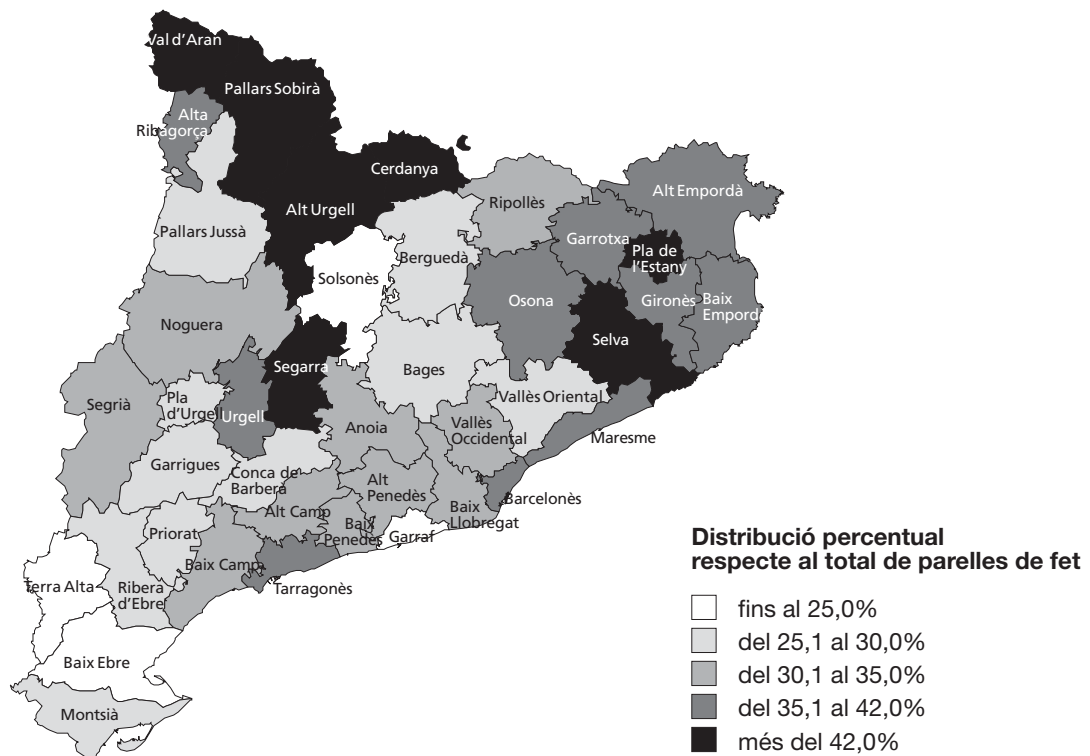 Val d'Aran
Pallars Sobirà
Alta
Ribagorça
Cerdanya
Alt Urgell
Ripollès
Alt Empordà
Pallars Jussà
Garrotxa
Berguedà
Pla de
l'Estany
Solsonès
Osona
Gironès
Baix
Empordà
Noguera
Selva
Segarra
Bages
Vallès Oriental
Pla
d'Urgell
Segrià
Urgell
Anoia
Vallès
Occidental
Maresme
Garrigues
Conca de
Barberà
Alt
Penedès
Barcelonès
Baix
Llobregat
Alt Camp
Baix
Penedès
Garraf
Priorat
Baix Camp
Tarragonès
Terra Alta
Ribera
d'Ebre
Baix Ebre
Montsià
Distribució percentual
respecte al total de parelles de fet
fins al 25,0%
del 25,1 al 30,0%
del 30,1 al 35,0%
del 35,1 al 42,0%
més del 42,0%